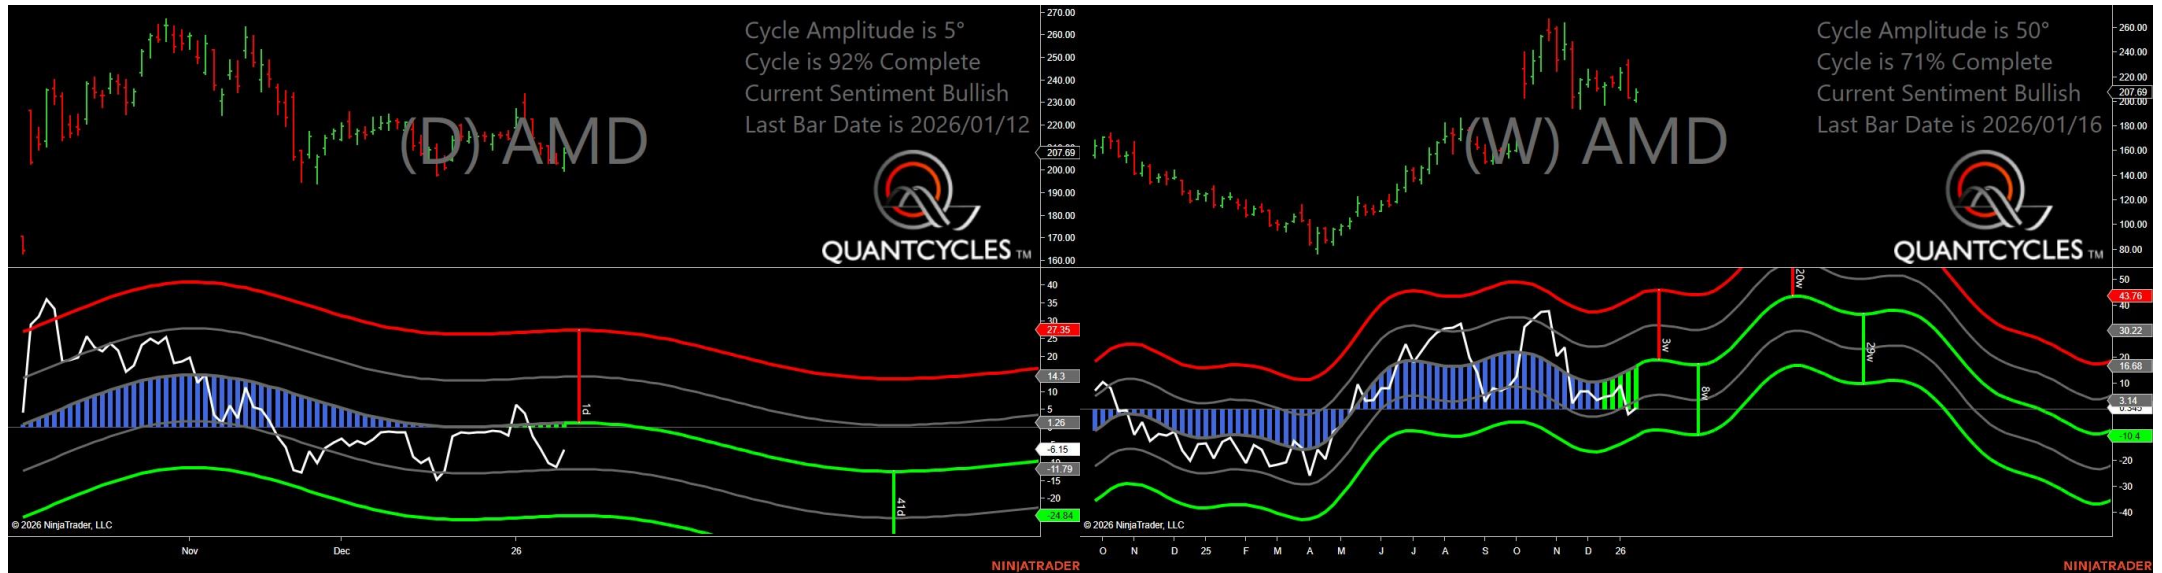 Cycle Amplitude is 5°
Cycle is 92% Complete
Current Sentiment Bullish
Last Bar Date is 2026/01/12
(D) AMD
QUANTCYCLES TM
270.00
260.00
250.00
240.00
230.00
220.00
207.69
200.00
190.00
180.00
170.00
160.00
40
35
30
27.35
25
20
14.3
10
5
1.26
-6.15
-11.79
-15
-20
-24.84
1d
41d
© 2026 NinjaTrader, LLC
Nov
Dec
26
NINJATRADER
Cycle Amplitude is 50°
Cycle is 71% Complete
Current Sentiment Bullish
Last Bar Date is 2026/01/16
(W) AMD
QUANTCYCLES TM
260.00
240.00
220.00
207.69
200.00
180.00
160.00
140.00
120.00
100.00
80.00
50
43.76
40
30.22
20
16.68
10
3.14
-10.4
-20
-30
-40
3w
8w
20w
29w
© 2026 NinjaTrader, LLC
O N D 25 F M A M J J A S O N D 26
NINJATRADER